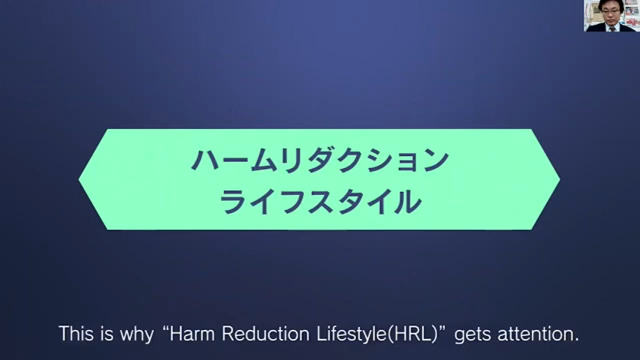 ハームリダクション
ライフスタイル
This is why “Harm Reduction Lifestyle(HRL)” gets attention.